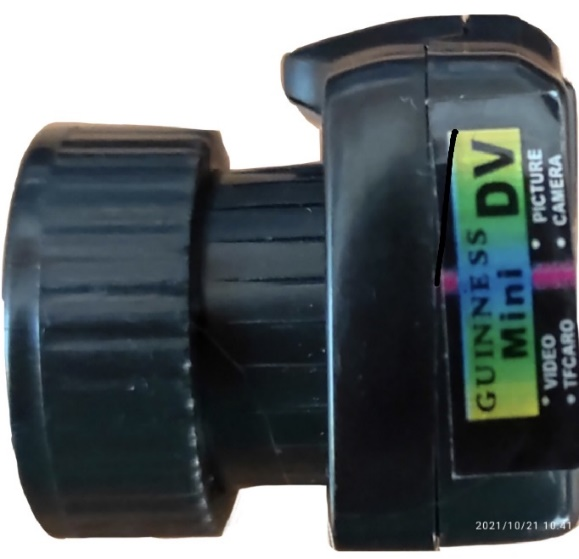 GUINNESS
Mini DV
• VIDEO • PICTURE
• TFCARO • CAMERA
2021/10/21 10:41